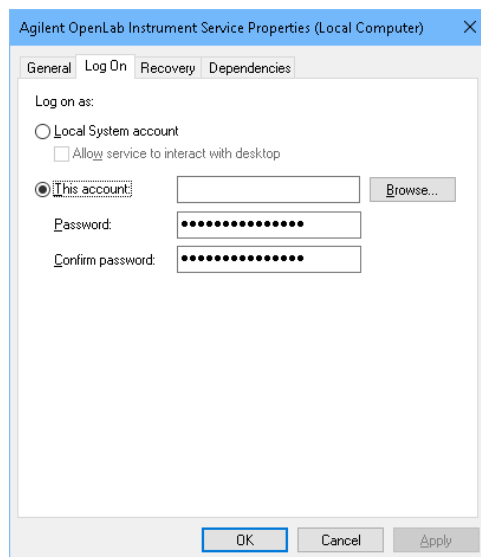 Agilent OpenLab Instrument Service Properties (Local Computer)
General Log On Recovery Dependencies
Log on as:
Local System account
Allow service to interact with desktop
This account: Browse...
Password: ●●●●●●●●●●●●●●●
Confirm password: ●●●●●●●●●●●●●●●
OK Cancel Apply